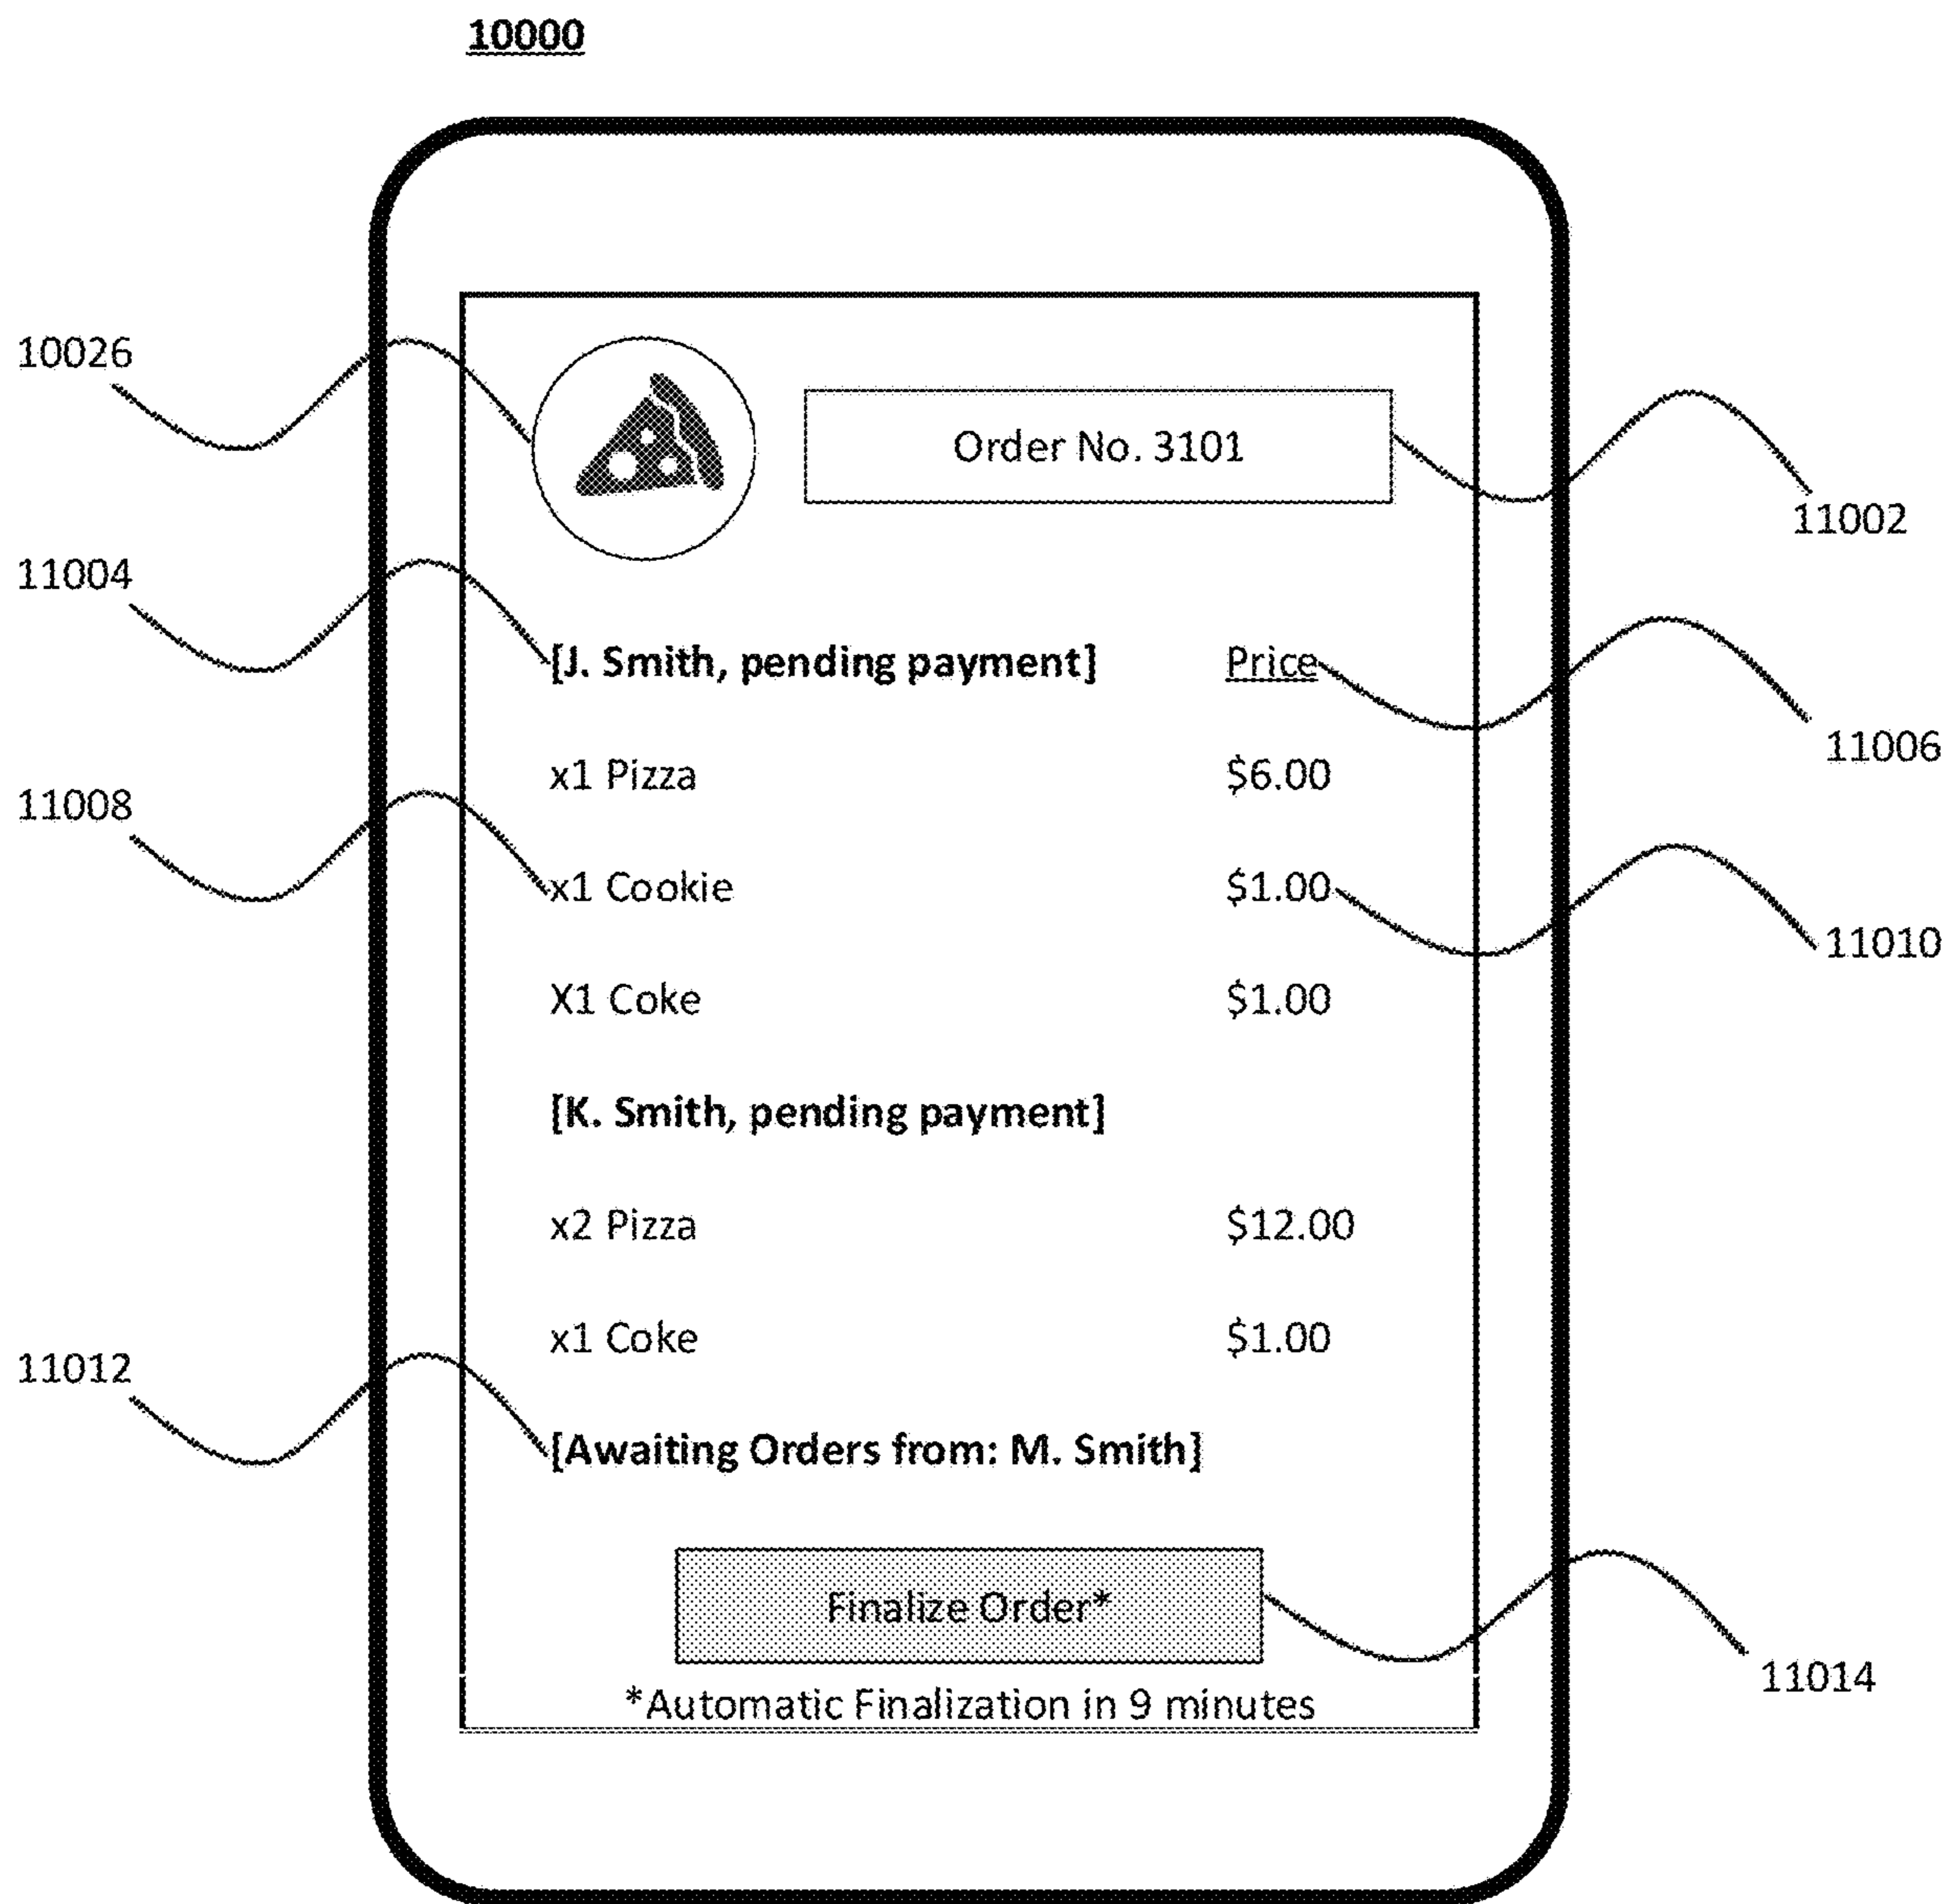 10000
10026
Order No. 3101
11002
11004
[J. Smith, pending payment] Price
11006
x1 Pizza $6.00
11008
x1 Cookie $1.00
11010
X1 Coke $1.00
[K. Smith, pending payment]
x2 Pizza $12.00
x1 Coke $1.00
11012
[Awaiting Orders from: M. Smith]
Finalize Order*
11014
*Automatic Finalization in 9 minutes